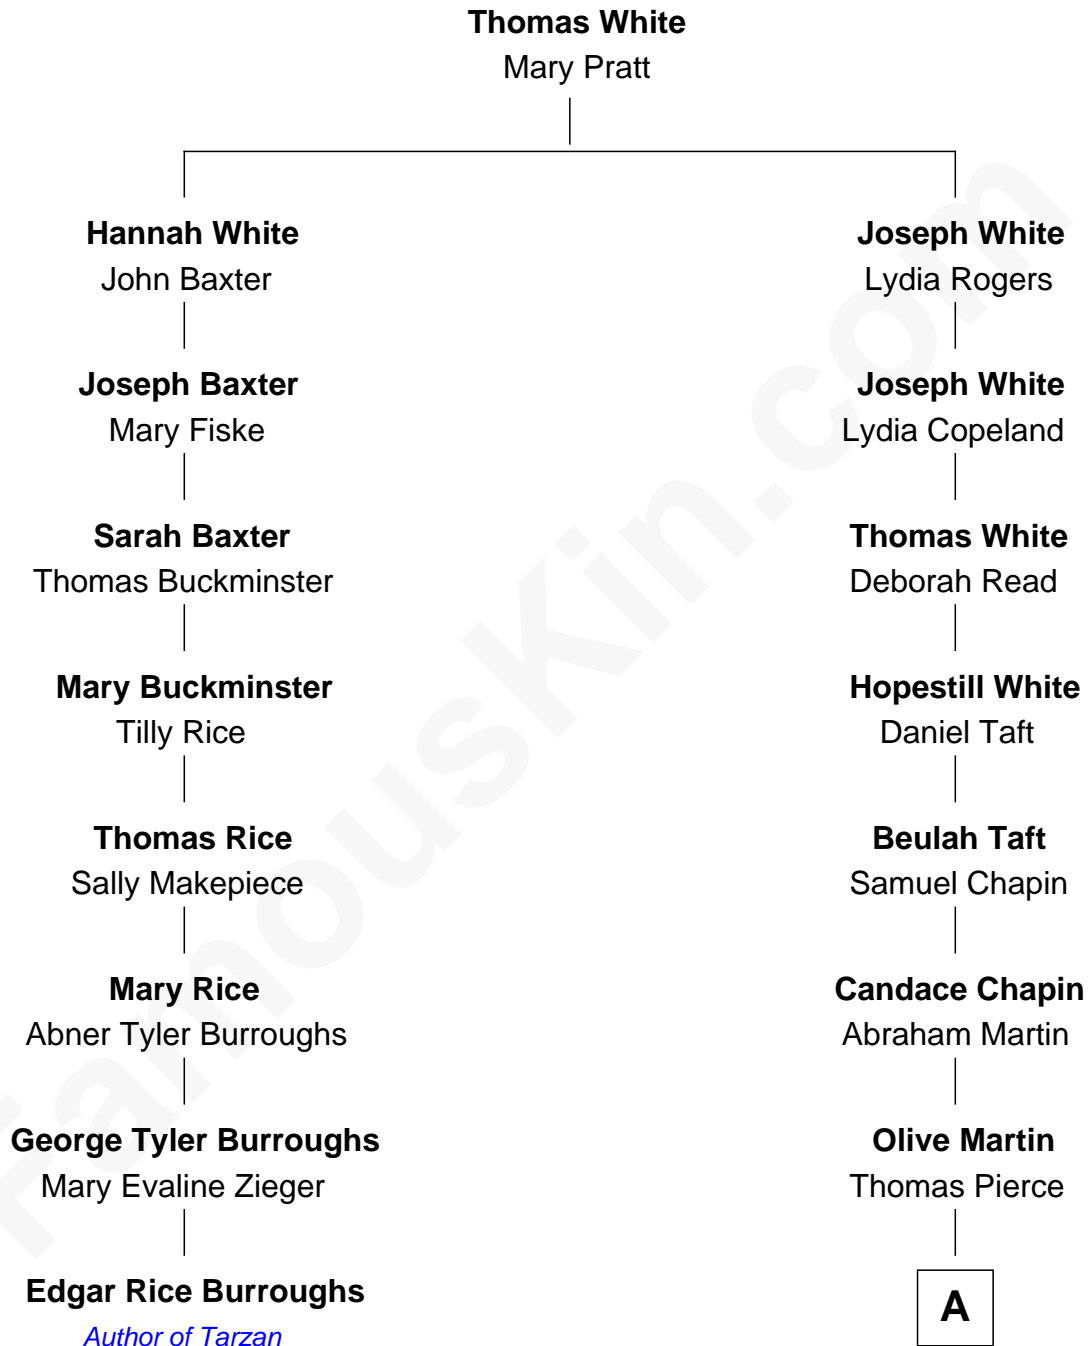 Thomas White
Mary Pratt
Hannah White
John Baxter
Joseph White
Lydia Rogers
Joseph Baxter
Mary Fiske
Joseph White
Lydia Copeland
Sarah Baxter
Thomas Buckminster
Thomas White
Deborah Read
Mary Buckminster
Tilly Rice
Hopestill White
Daniel Taft
Thomas Rice
Sally Makepiece
Beulah Taft
Samuel Chapin
Mary Rice
Abner Tyler Burroughs
Candace Chapin
Abraham Martin
George Tyler Burroughs
Mary Evaline Zieger
Olive Martin
Thomas Pierce
Edgar Rice Burroughs
Author of Tarzan
A
FamousKin.com